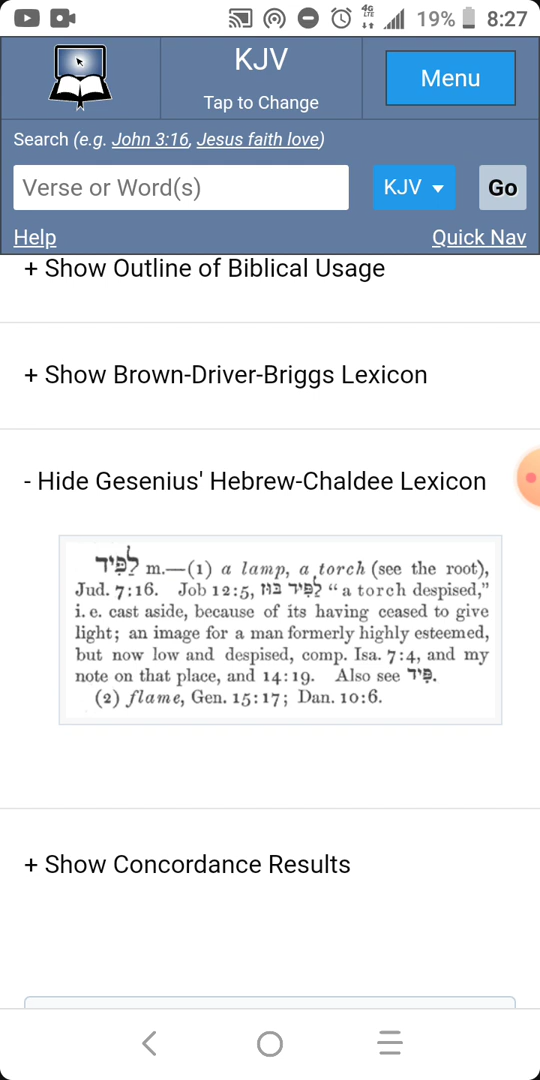 4G
LTE
19%
8:27
KJV
Tap to Change
Menu
Search (e.g. John 3:16, Jesus faith love)
Verse or Word(s)
KJV
Go
Help
Quick Nav
+ Show Outline of Biblical Usage
+ Show Brown-Driver-Briggs Lexicon
- Hide Gesenius' Hebrew-Chaldee Lexicon
לַפִּיד m.—(1) a lamp, a torch (see the root),
Jud. 7:16. Job 12:5, לַפִּיד בּוּז “a torch despised,”
i. e. cast aside, because of its having ceased to give
light; an image for a man formerly highly esteemed,
but now low and despised, comp. Isa. 7:4, and my
note on that place, and 14:19. Also see פִּיד.
(2) flame, Gen. 15:17; Dan. 10:6.
+ Show Concordance Results